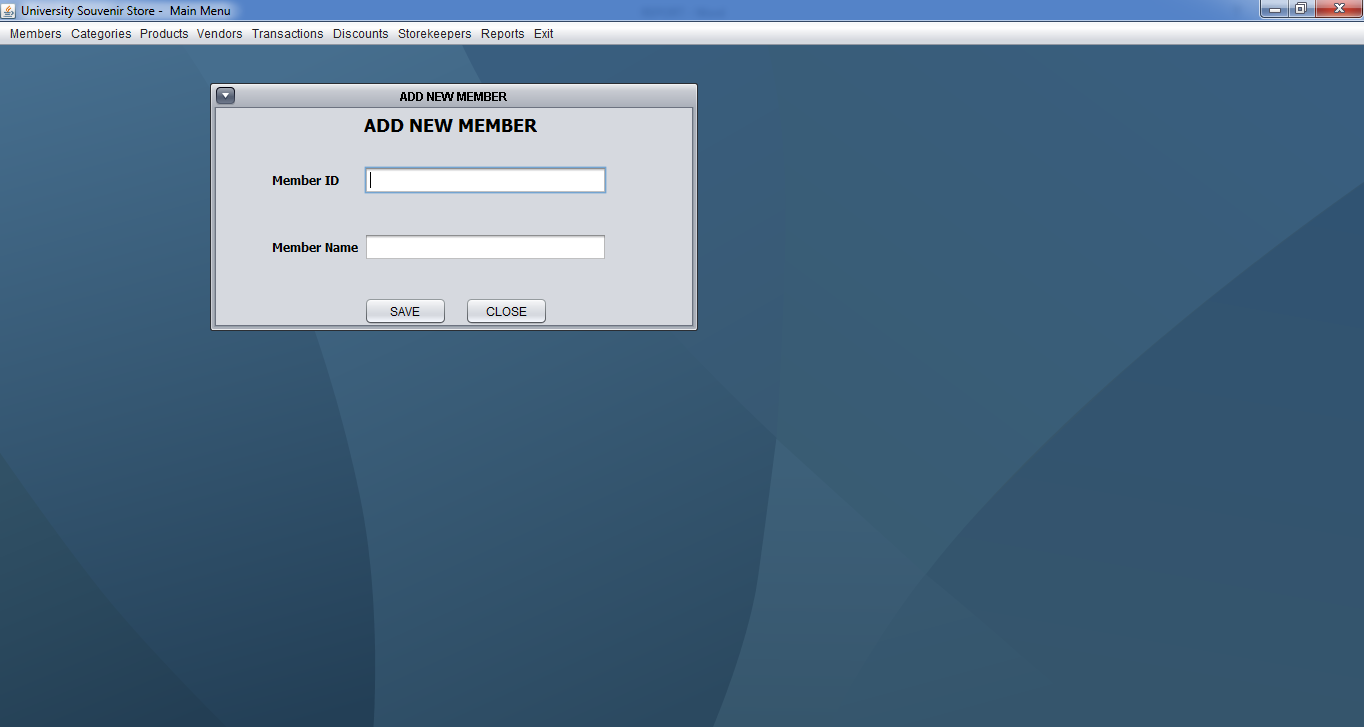 University Souvenir Store -  Main Menu
Members Categories Products Vendors Transactions Discounts Storekeepers Reports Exit
ADD NEW MEMBER
ADD NEW MEMBER
Member ID
Member Name
SAVE CLOSE